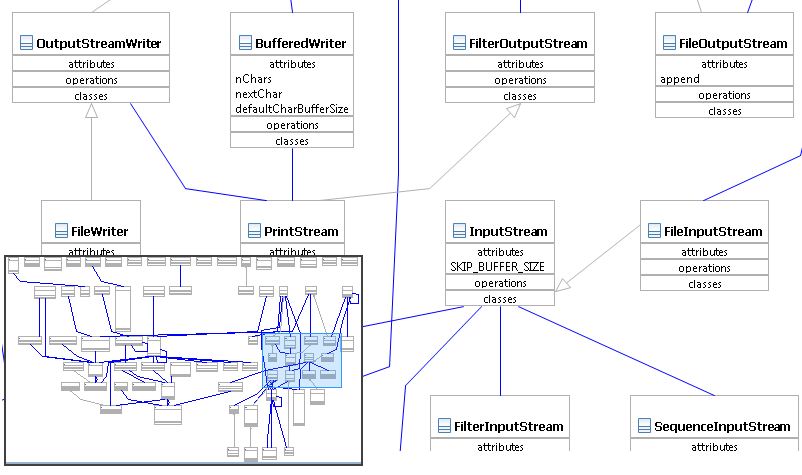 OutputStreamWriter
attributes
operations
classes
BufferedWriter
attributes
nChars
nextChar
defaultCharBufferSize
operations
classes
FilterOutputStream
attributes
operations
classes
FileOutputStream
attributes
append
operations
classes
FileWriter
attributes
PrintStream
attributes
InputStream
attributes
SKIP_BUFFER_SIZE
operations
classes
FileInputStream
attributes
operations
classes
FilterInputStream
attributes
SequenceInputStream
attributes